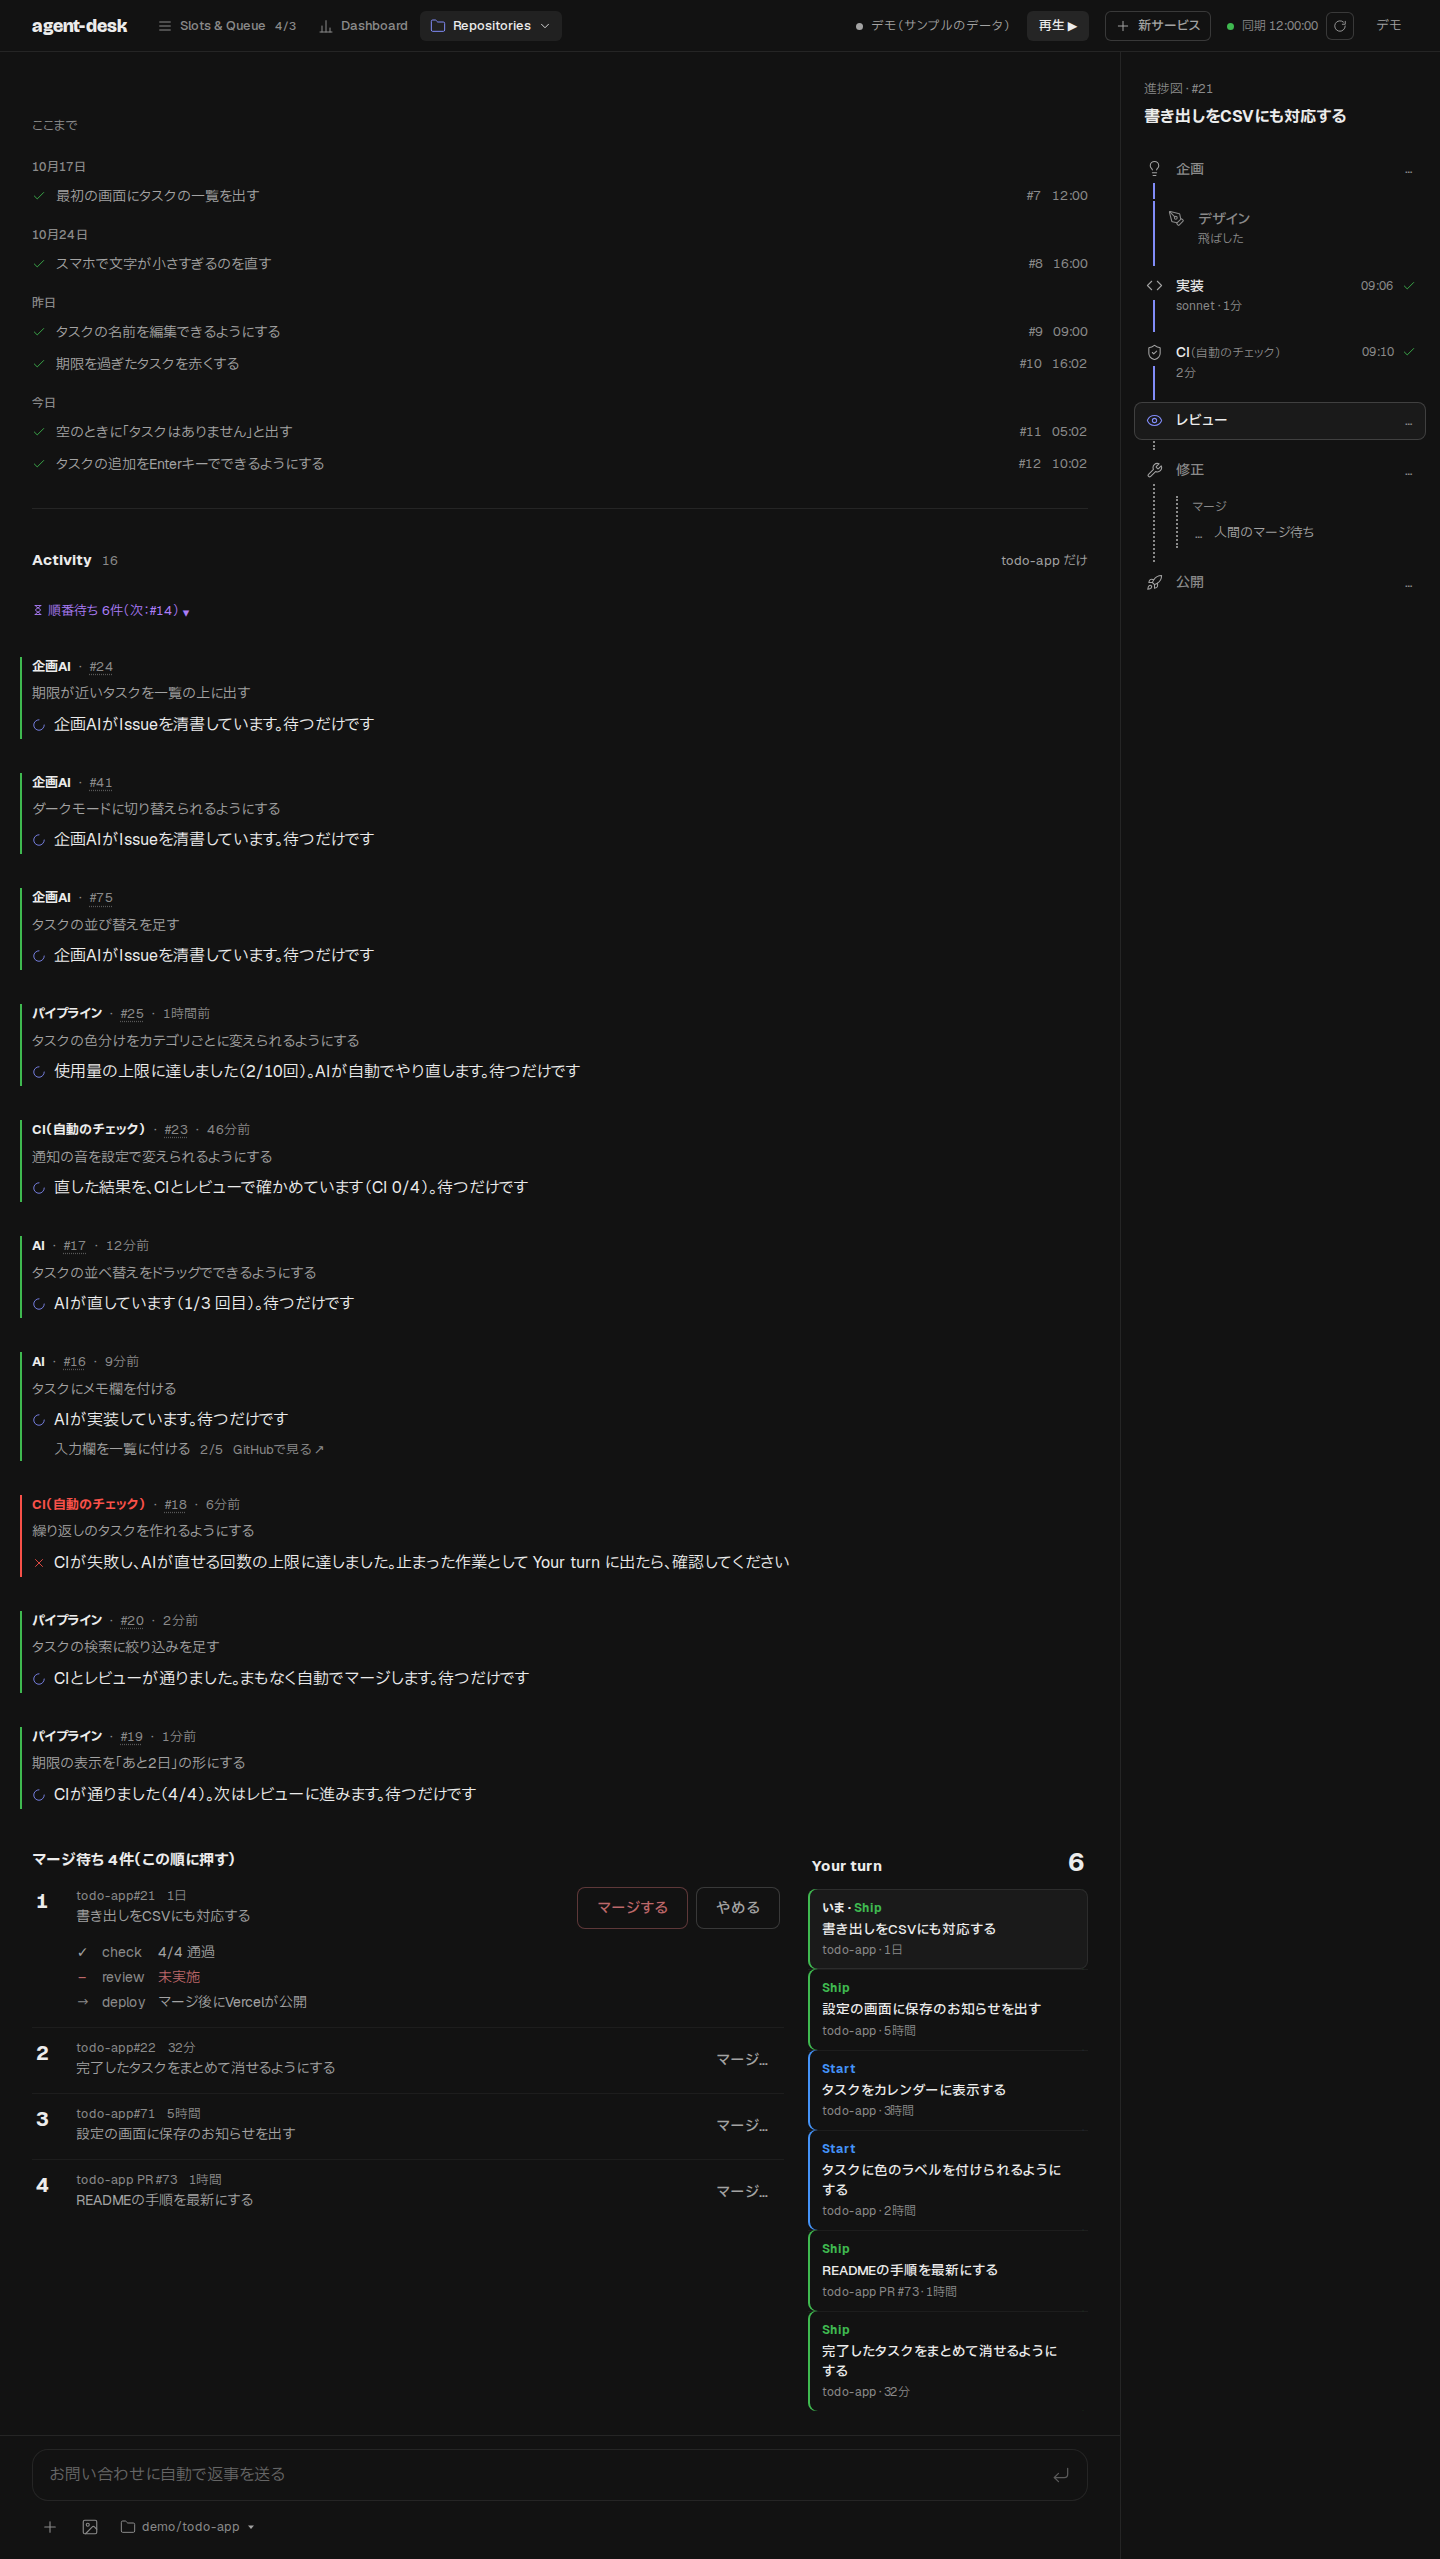 agent-desk
Slots & Queue 4/3
Dashboard
Repositories
デモ（サンプルのデータ）
再生 ▶
新サービス
同期 12:00:00
デモ
ここまで
10月17日
最初の画面にタスクの一覧を出す #7 12:00
10月24日
スマホで文字が小さすぎるのを直す #8 16:00
昨日
タスクの名前を編集できるようにする #9 09:00
期限を過ぎたタスクを赤くする #10 16:02
今日
空のときに「タスクはありません」と出す #11 05:02
タスクの追加をEnterキーでできるようにする #12 10:02
Activity 16 todo-app だけ
順番待ち 6件（次：#14）▼
企画AI · #24
期限が近いタスクを一覧の上に出す
企画AIがIssueを清書しています。待つだけです
企画AI · #41
ダークモードに切り替えられるようにする
企画AIがIssueを清書しています。待つだけです
企画AI · #75
タスクの並び替えを足す
企画AIがIssueを清書しています。待つだけです
パイプライン · #25 · 1時間前
タスクの色分けをカテゴリごとに変えられるようにする
使用量の上限に達しました（2/10回）。AIが自動でやり直します。待つだけです
CI（自動のチェック） · #23 · 46分前
通知の音を設定で変えられるようにする
直した結果を、CIとレビューで確かめています（CI 0/4）。待つだけです
AI · #17 · 12分前
タスクの並べ替えをドラッグでできるようにする
AIが直しています（1/3 回目）。待つだけです
AI · #16 · 9分前
タスクにメモ欄を付ける
AIが実装しています。待つだけです
入力欄を一覧に付ける 2/5 GitHubで見る ↗
CI（自動のチェック） · #18 · 6分前
繰り返しのタスクを作れるようにする
CIが失敗し、AIが直せる回数の上限に達しました。止まった作業として Your turn に出たら、確認してください
パイプライン · #20 · 2分前
タスクの検索に絞り込みを足す
CIとレビューが通りました。まもなく自動でマージします。待つだけです
パイプライン · #19 · 1分前
期限の表示を「あと2日」の形にする
CIが通りました（4/4）。次はレビューに進みます。待つだけです
マージ待ち 4件（この順に押す）
1 todo-app#21 1日
書き出しをCSVにも対応する
マージする やめる
✓ check 4/4 通過
– review 未実施
→ deploy マージ後にVercelが公開
2 todo-app#22 32分
完了したタスクをまとめて消せるようにする
マージ…
3 todo-app#71 5時間
設定の画面に保存のお知らせを出す
マージ…
4 todo-app PR #73 1時間
READMEの手順を最新にする
マージ…
Your turn 6
いま · Ship
書き出しをCSVにも対応する
todo-app · 1日
Ship
設定の画面に保存のお知らせを出す
todo-app · 5時間
Start
タスクをカレンダーに表示する
todo-app · 3時間
Start
タスクに色のラベルを付けられるように
する
todo-app · 2時間
Ship
READMEの手順を最新にする
todo-app PR #73 · 1時間
Ship
完了したタスクをまとめて消せるように
する
todo-app · 32分
お問い合わせに自動で返事を送る
demo/todo-app ▾
進捗図 · #21
書き出しをCSVにも対応する
企画 …
デザイン
飛ばした
実装 09:06
sonnet · 1分
CI（自動のチェック） 09:10
2分
レビュー …
修正 …
マージ
… 人間のマージ待ち
公開 …